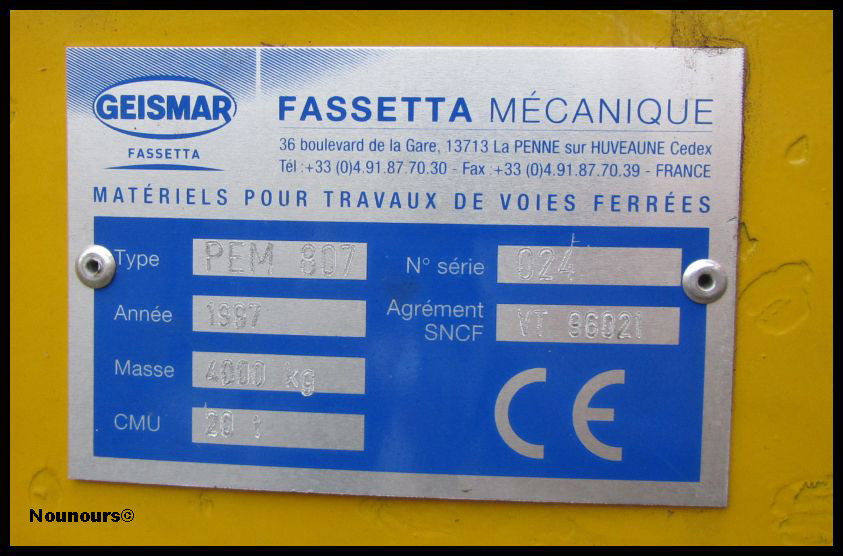 GEISMAR
FASSETTA
FASSETTA MÉCANIQUE
36 boulevard de la Gare, 13713 La PENNE sur HUVEAUNE Cedex
Tél :+33 (0)4.91.87.70.30 - Fax :+33 (0)4.91.87.70.39 - FRANCE
MATÉRIELS POUR TRAVAUX DE VOIES FERRÉES
Type PEM 807
N° série 024
Année 1997
Agrément SNCF VT 96021
Masse 4000 kg
CMU 20 t
CE
Nounours©